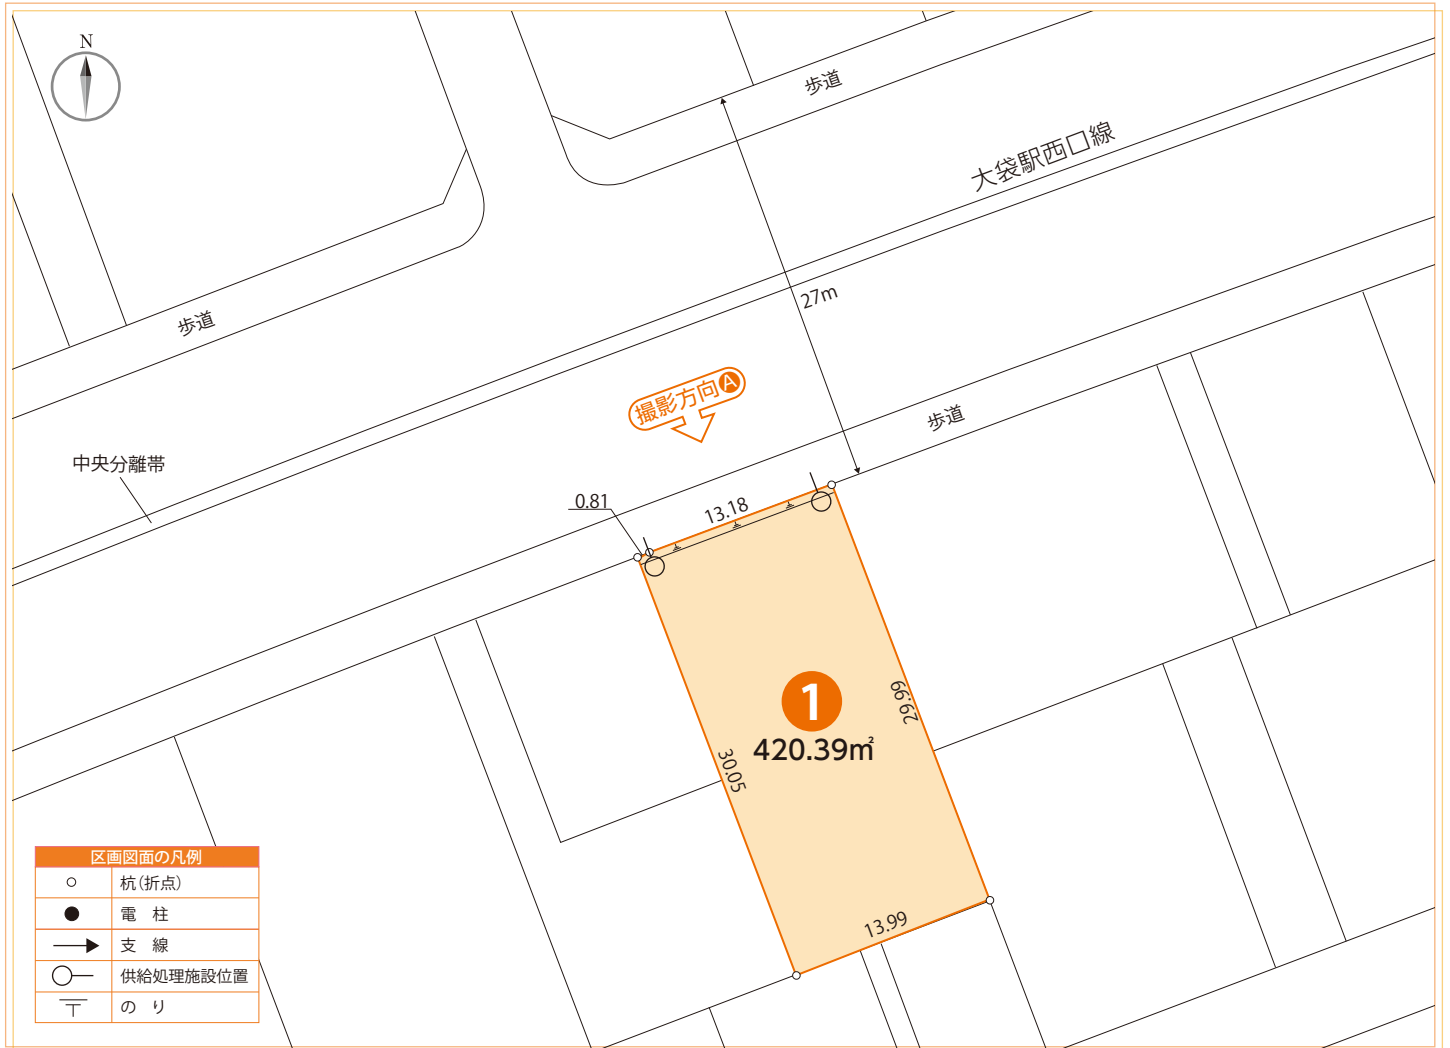 N
歩道
大袋駅西口線
27m
歩道
撮影方向A
歩道
中央分離帯
0.81
13.18
1
420.39㎡
29.99
30.05
13.99
区画図面の凡例
杭(折点)
電 柱
支 線
供給処理施設位置
の り